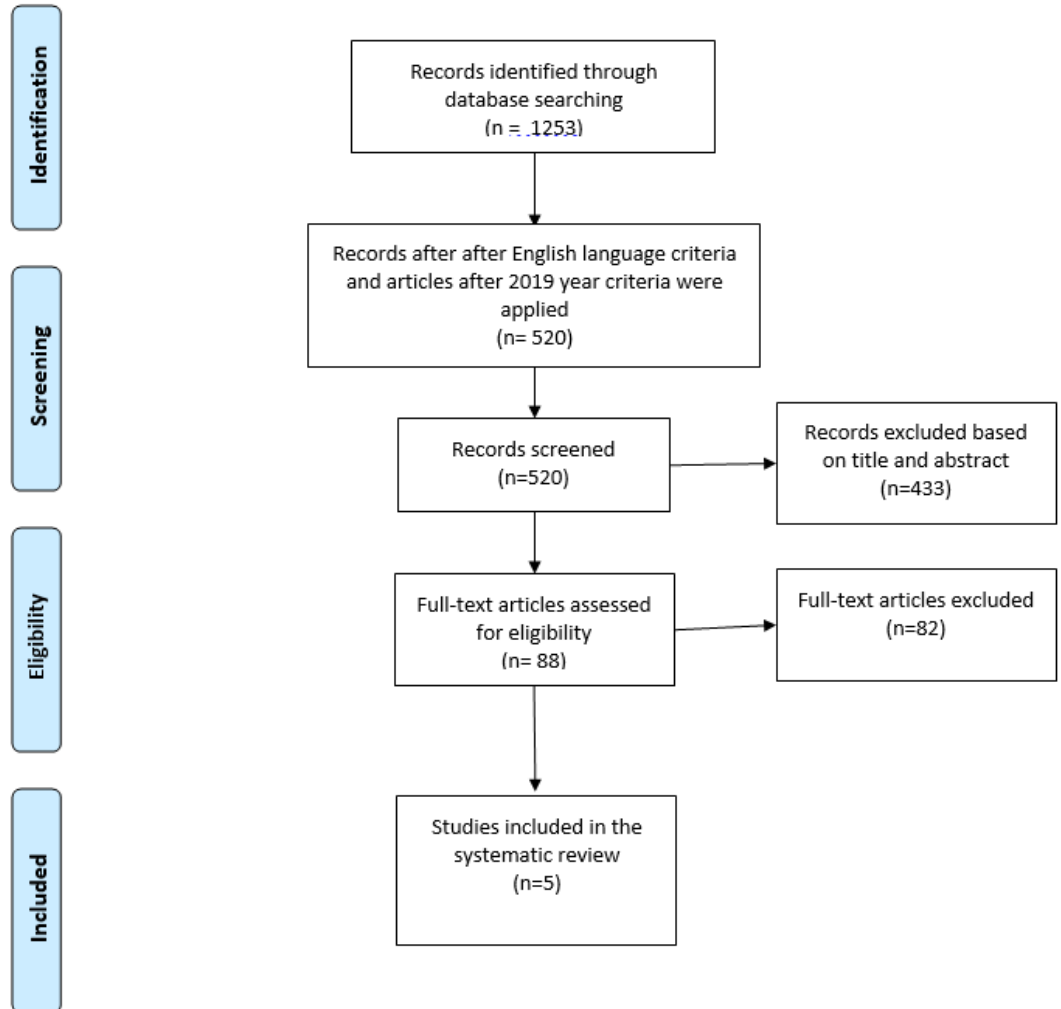 Identification
Records identified through
database searching
(n = 1253)
Records after after English language criteria
and articles after 2019 year criteria were
applied
(n= 520)
Screening
Records screened
(n=520)
Records excluded based
on title and abstract
(n=433)
Eligibility
Full-text articles assessed
for eligibility
(n= 88)
Full-text articles excluded
(n=82)
Included
Studies included in the
systematic review
(n=5)